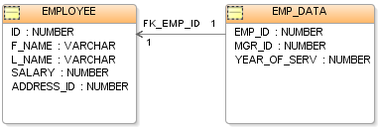 EMPLOYEE
ID : NUMBER
F_NAME : VARCHAR
L_NAME : VARCHAR
SALARY : NUMBER
ADDRESS_ID : NUMBER
FK_EMP_ID 1
1
EMP_DATA
EMP_ID : NUMBER
MGR_ID : NUMBER
YEAR_OF_SERV : NUMBER